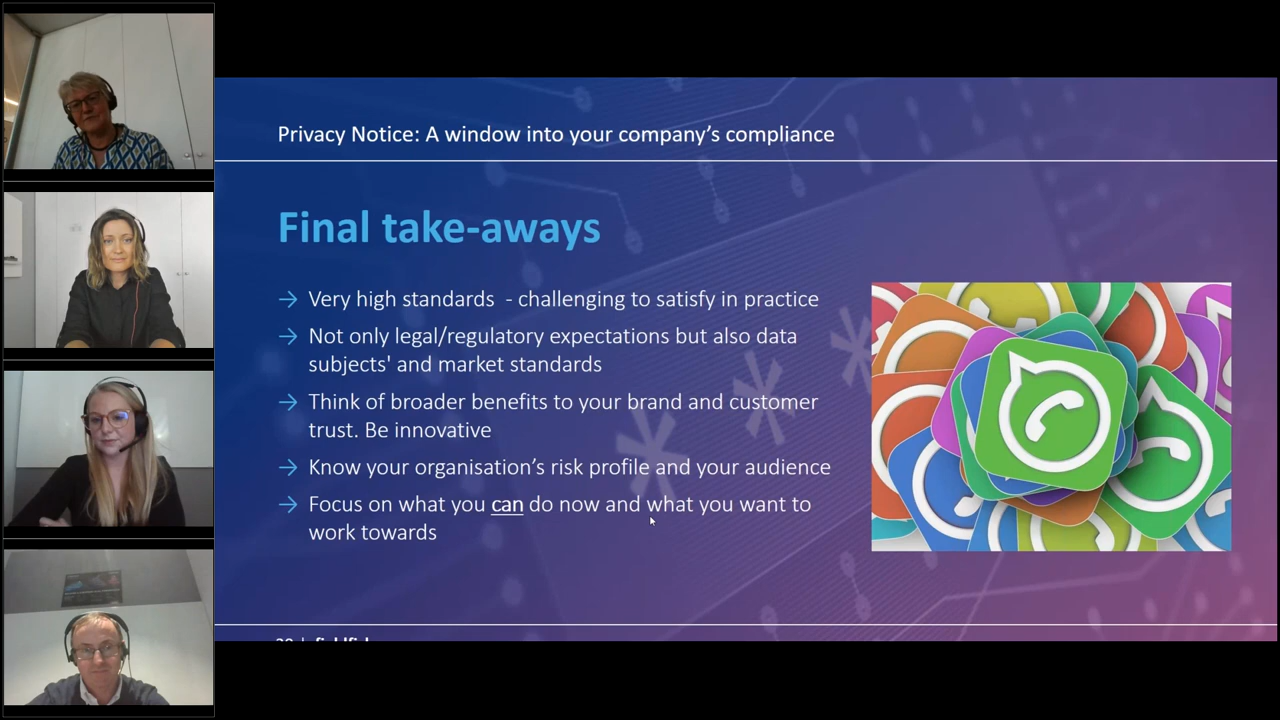 Privacy Notice: A window into your company’s compliance
Final take-aways
→ Very high standards - challenging to satisfy in practice
→ Not only legal/regulatory expectations but also data
subjects' and market standards
→ Think of broader benefits to your brand and customer
trust. Be innovative
→ Know your organisation’s risk profile and your audience
→ Focus on what you can do now and what you want to
work towards